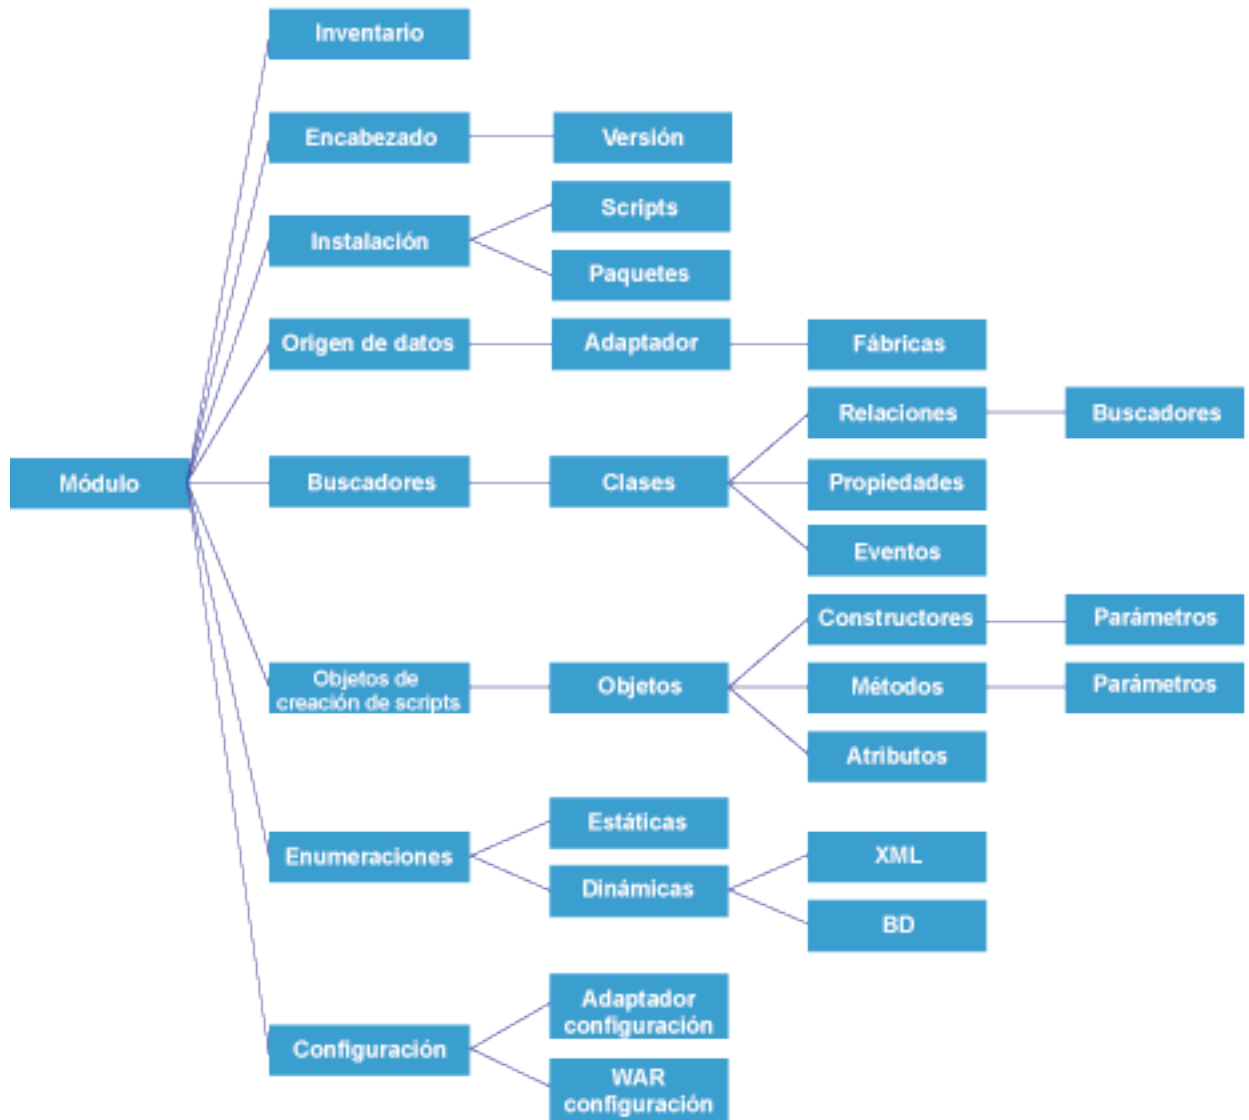 Inventario
Encabezado
Versión
Scripts
Instalación
Paquetes
Origen de datos
Adaptador
Fábricas
Relaciones
Buscadores
Módulo
Buscadores
Clases
Propiedades
Eventos
Constructores
Parámetros
Objetos de
creación de scripts
Objetos
Métodos
Parámetros
Atributos
Estáticas
Enumeraciones
Dinámicas
XML
BD
Adaptador
configuración
Configuración
WAR
configuración